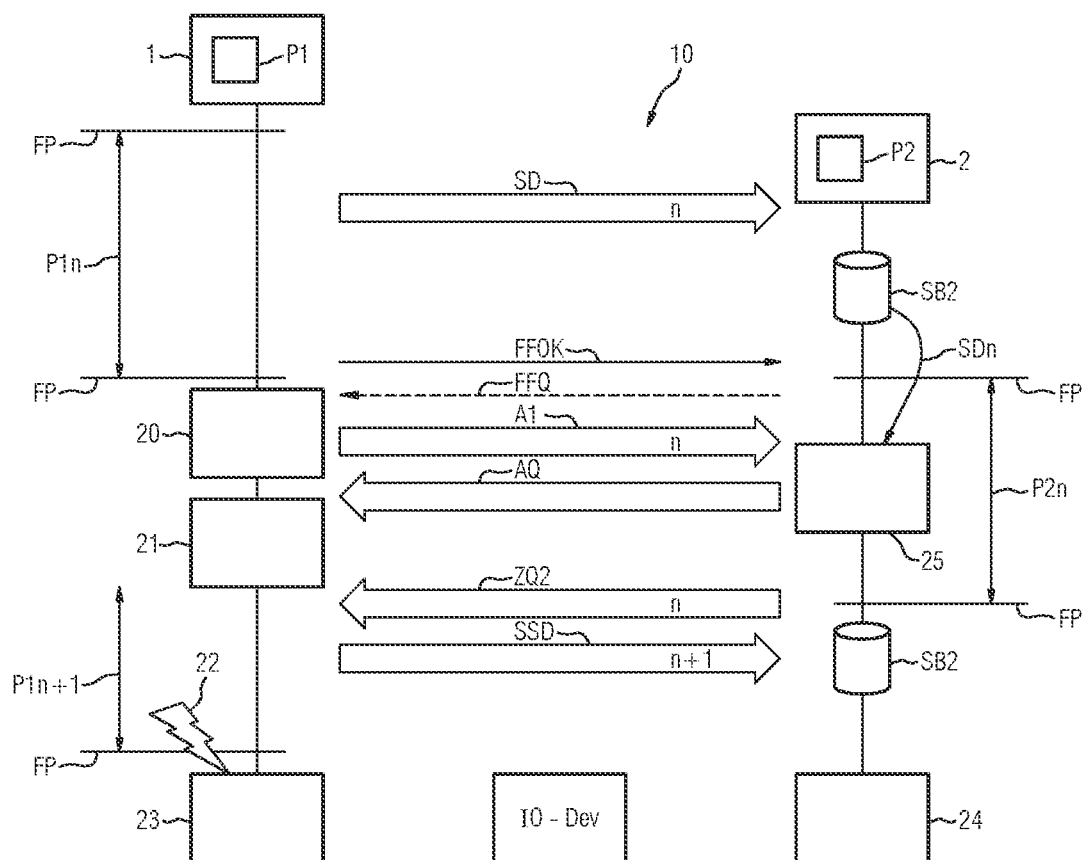 1
P1
10
FP
P2
2
SD
n
P1n
SB2
FFOK
SDn
FP
FFQ
FP
A1
20
n
AQ
P2n
21
25
ZQ2
n
FP
SSD
n+1
SB2
P1n+1
22
FP
23
IO - Dev
24